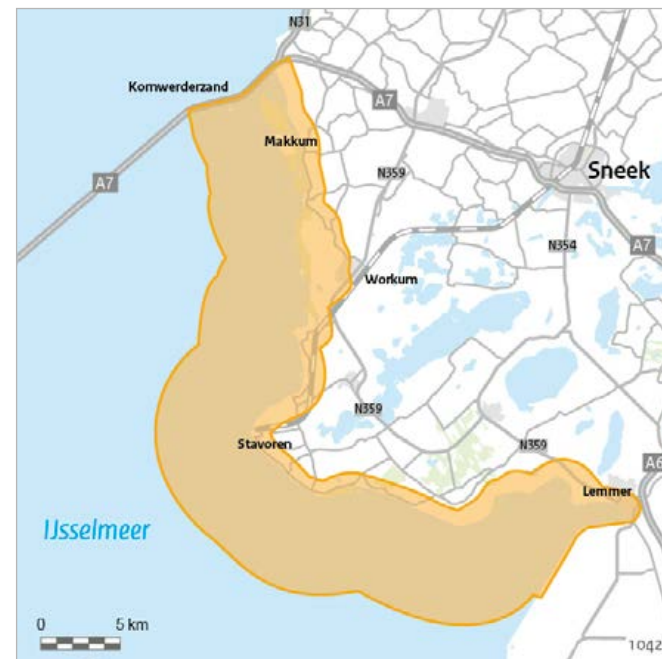 N31
Kornwerderzand
A7
Makkum
A7
N359
Sneek
N354
A7
Workum
N359
Stavoren
N359
A6
Lemmer
IJsselmeer
0 5 km
1042